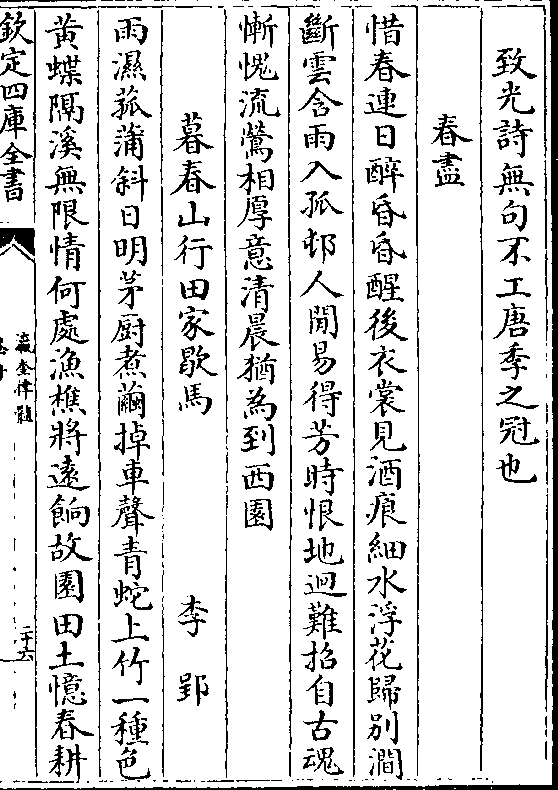 致光詩無句不工唐季之冠也
春盡
惜春連日醉昏昏醒後衣裳見酒痕細水浮花歸別澗
斷雲含雨入孤邨人閒易得芳時恨地迥難招自古魂
慚愧流鶯相厚意清晨猶為到西園
暮春山行田家歇馬 李郢
雨濕菰蒲斜日明茅廚煮繭掉車聲青蛇上竹一種色
黃蝶隔溪無限情何處漁樵將遠餉故園田土憶春耕
欽定四庫全書
瀛奎律髓
二十六